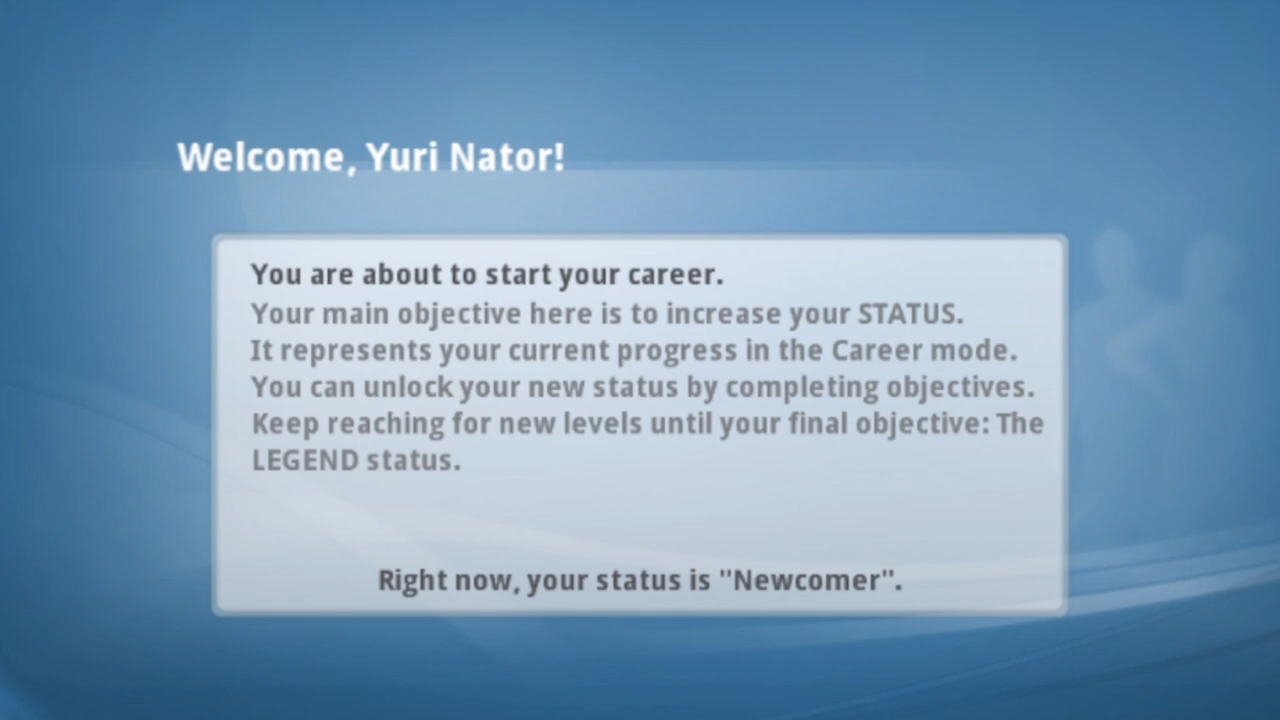 Welcome, Yuri Nator!
You are about to start your career.
Your main objective here is to increase your STATUS.
It represents your current progress in the Career mode.
You can unlock your new status by completing objectives.
Keep reaching for new levels until your final objective: The
LEGEND status.
Right now, your status is "Newcomer".